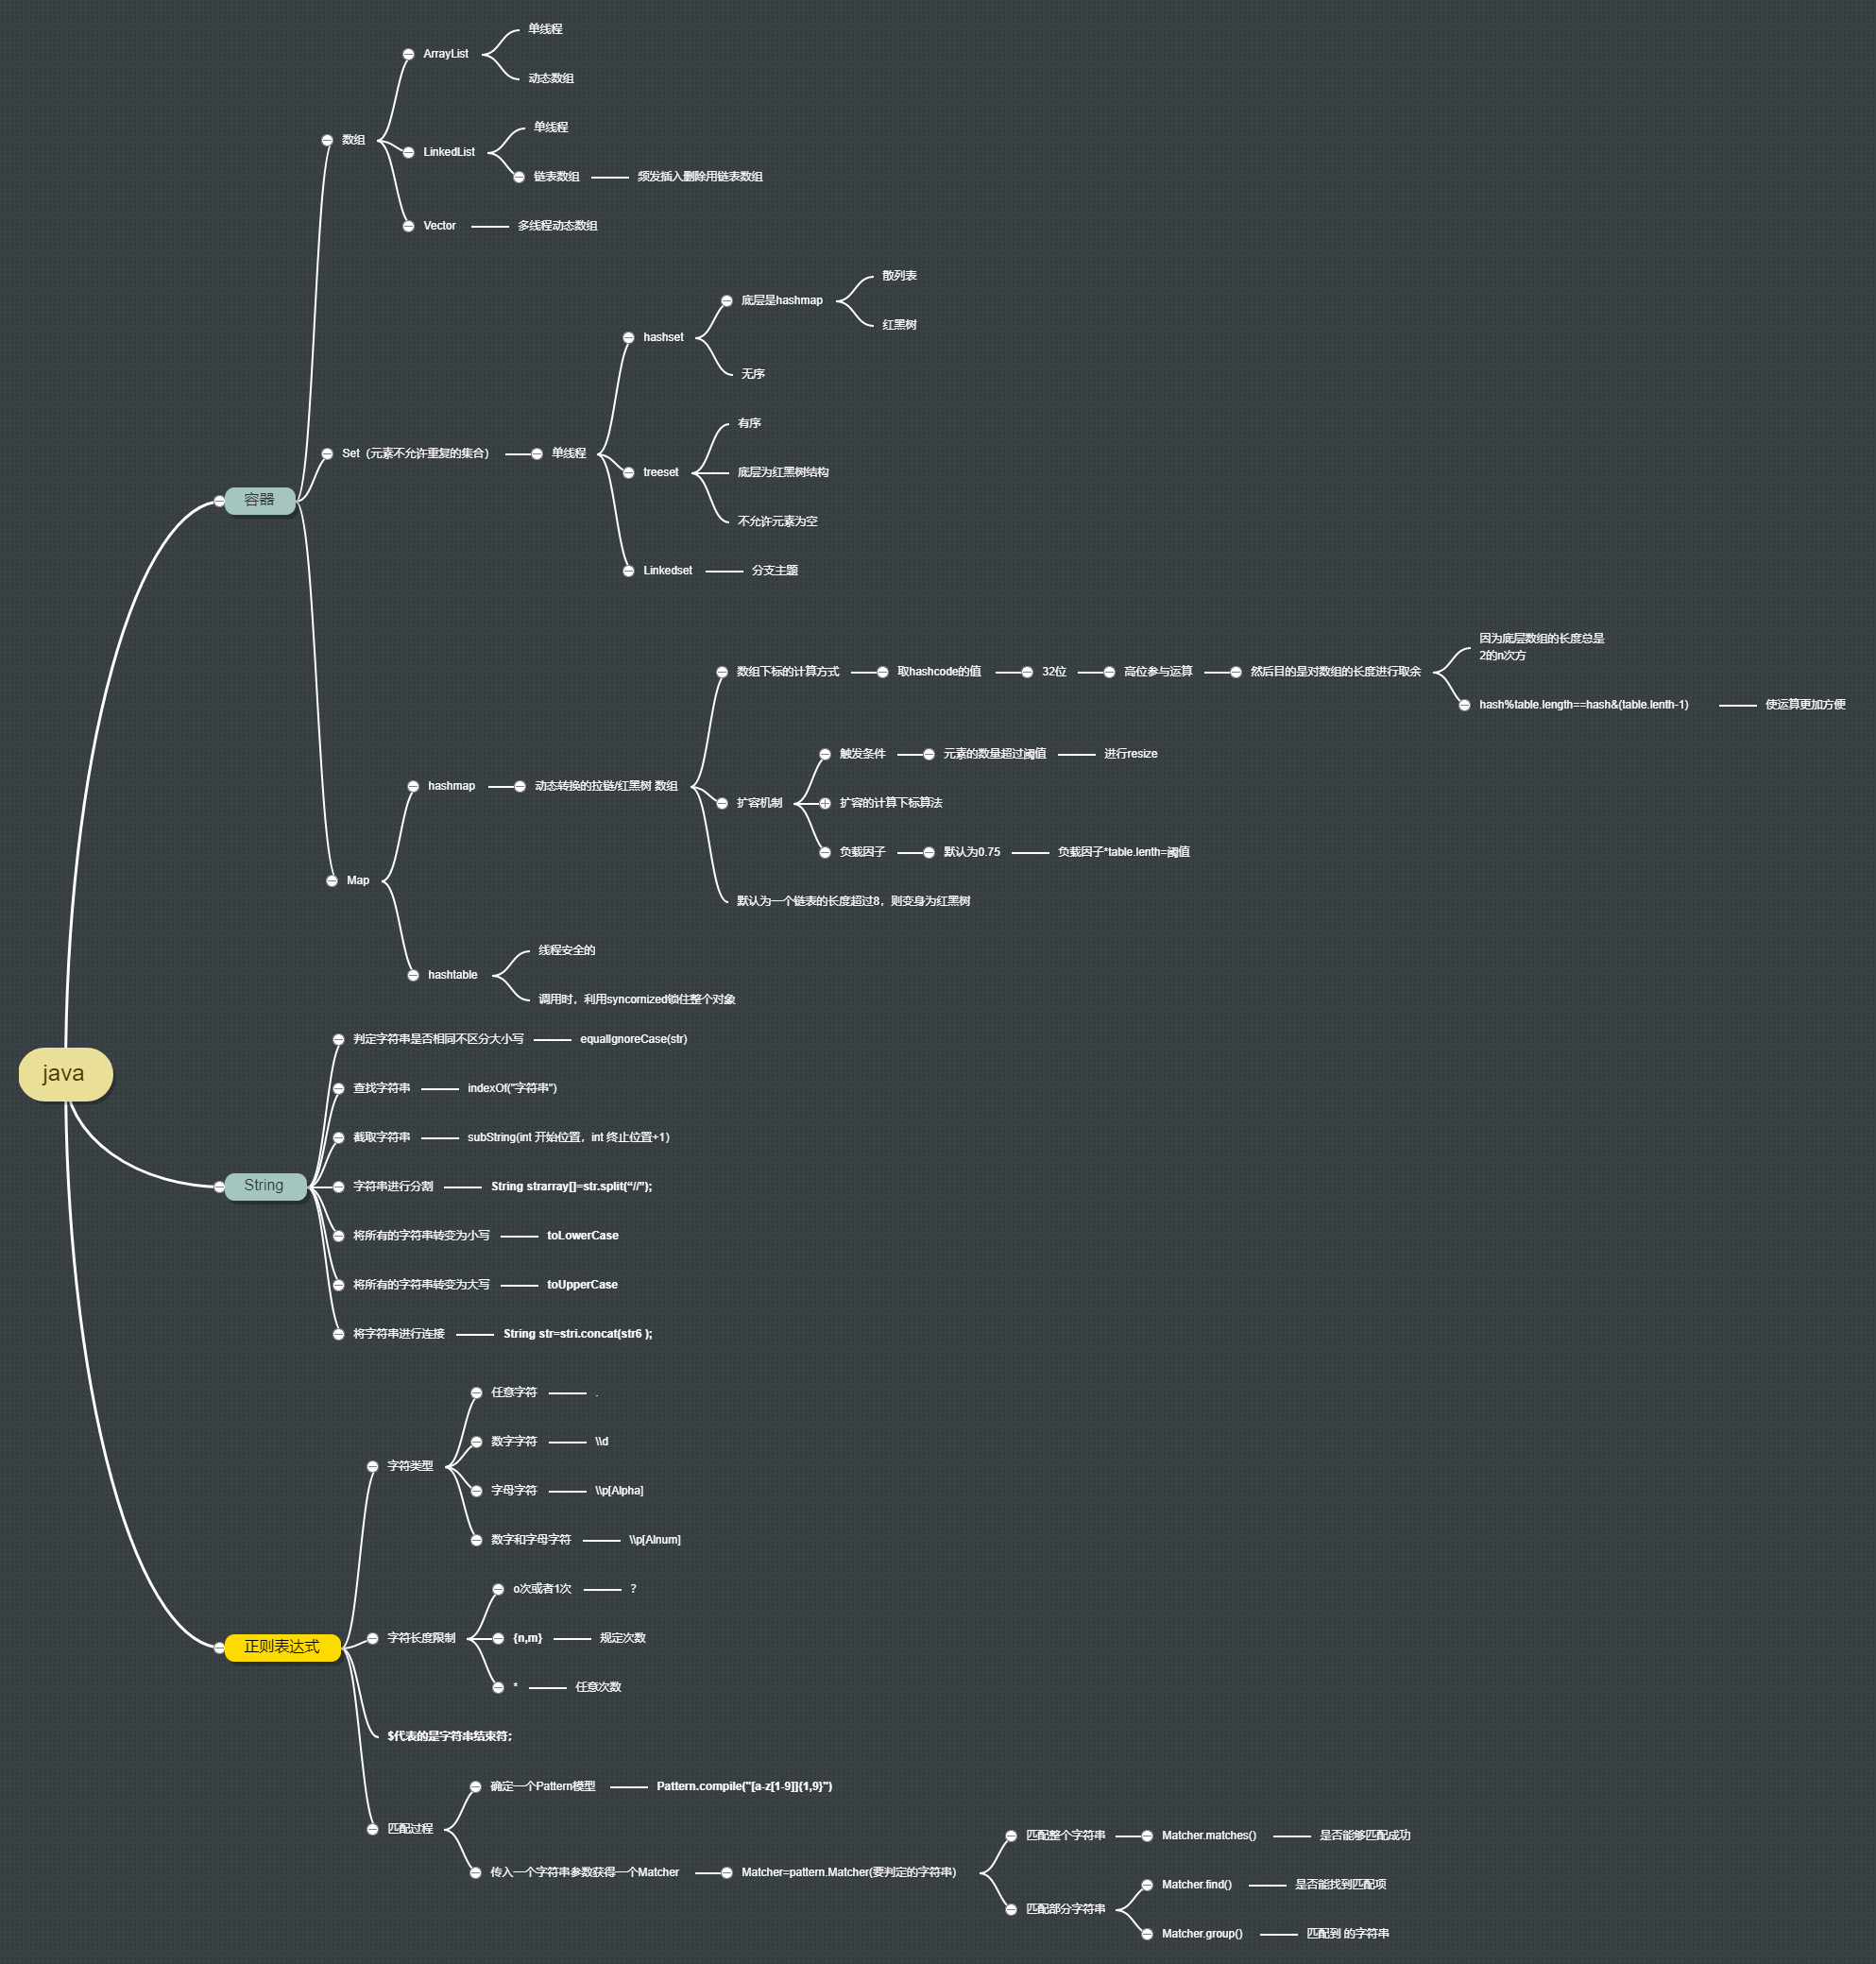 java
容器
数组
ArrayList
单线程
动态数组
LinkedList
单线程
链表数组
频发插入删除用链表数组
Vector
多线程动态数组
Set（元素不允许重复的集合）
单线程
hashset
底层是hashmap
散列表
红黑树
无序
treeset
有序
底层为红黑树结构
不允许元素为空
Linkedset
分支主题
Map
hashmap
动态转换的拉链/红黑树 数组
数组下标的计算方式
取hashcode的值
32位
高位参与运算
然后目的是对数组的长度进行取余
因为底层数组的长度总是
2的n次方
hash%table.length==hash&(table.lenth-1)
使运算更加方便
扩容机制
触发条件
元素的数量超过阈值
进行resize
扩容的计算下标算法
负载因子
默认为0.75
负载因子*table.lenth=阈值
默认为一个链表的长度超过8，则变身为红黑树
hashtable
线程安全的
调用时，利用syncornized锁住整个对象
String
判定字符串是否相同不区分大小写
equalIgnoreCase(str)
查找字符串
indexOf("字符串")
截取字符串
subString(int 开始位置，int 终止位置+1)
字符串进行分割
String strarray[]=str.split(“//”);
将所有的字符串转变为小写
toLowerCase
将所有的字符串转变为大写
toUpperCase
将字符串进行连接
String str=stri.concat(str6 );
正则表达式
字符类型
任意字符
.
数字字符
\\d
字母字符
\\p[Alpha]
数字和字母字符
\\p[Alnum]
字符长度限制
o次或者1次
?
{n,m}
规定次数
*
任意次数
$代表的是字符串结束符；
匹配过程
确定一个Pattern模型
Pattern.compile("[a-z[1-9]]{1,9}")
传入一个字符串参数获得一个Matcher
Matcher=pattern.Matcher(要判定的字符串)
匹配整个字符串
Matcher.matches()
是否能够匹配成功
匹配部分字符串
Matcher.find()
是否能找到匹配项
Matcher.group()
匹配到 的字符串